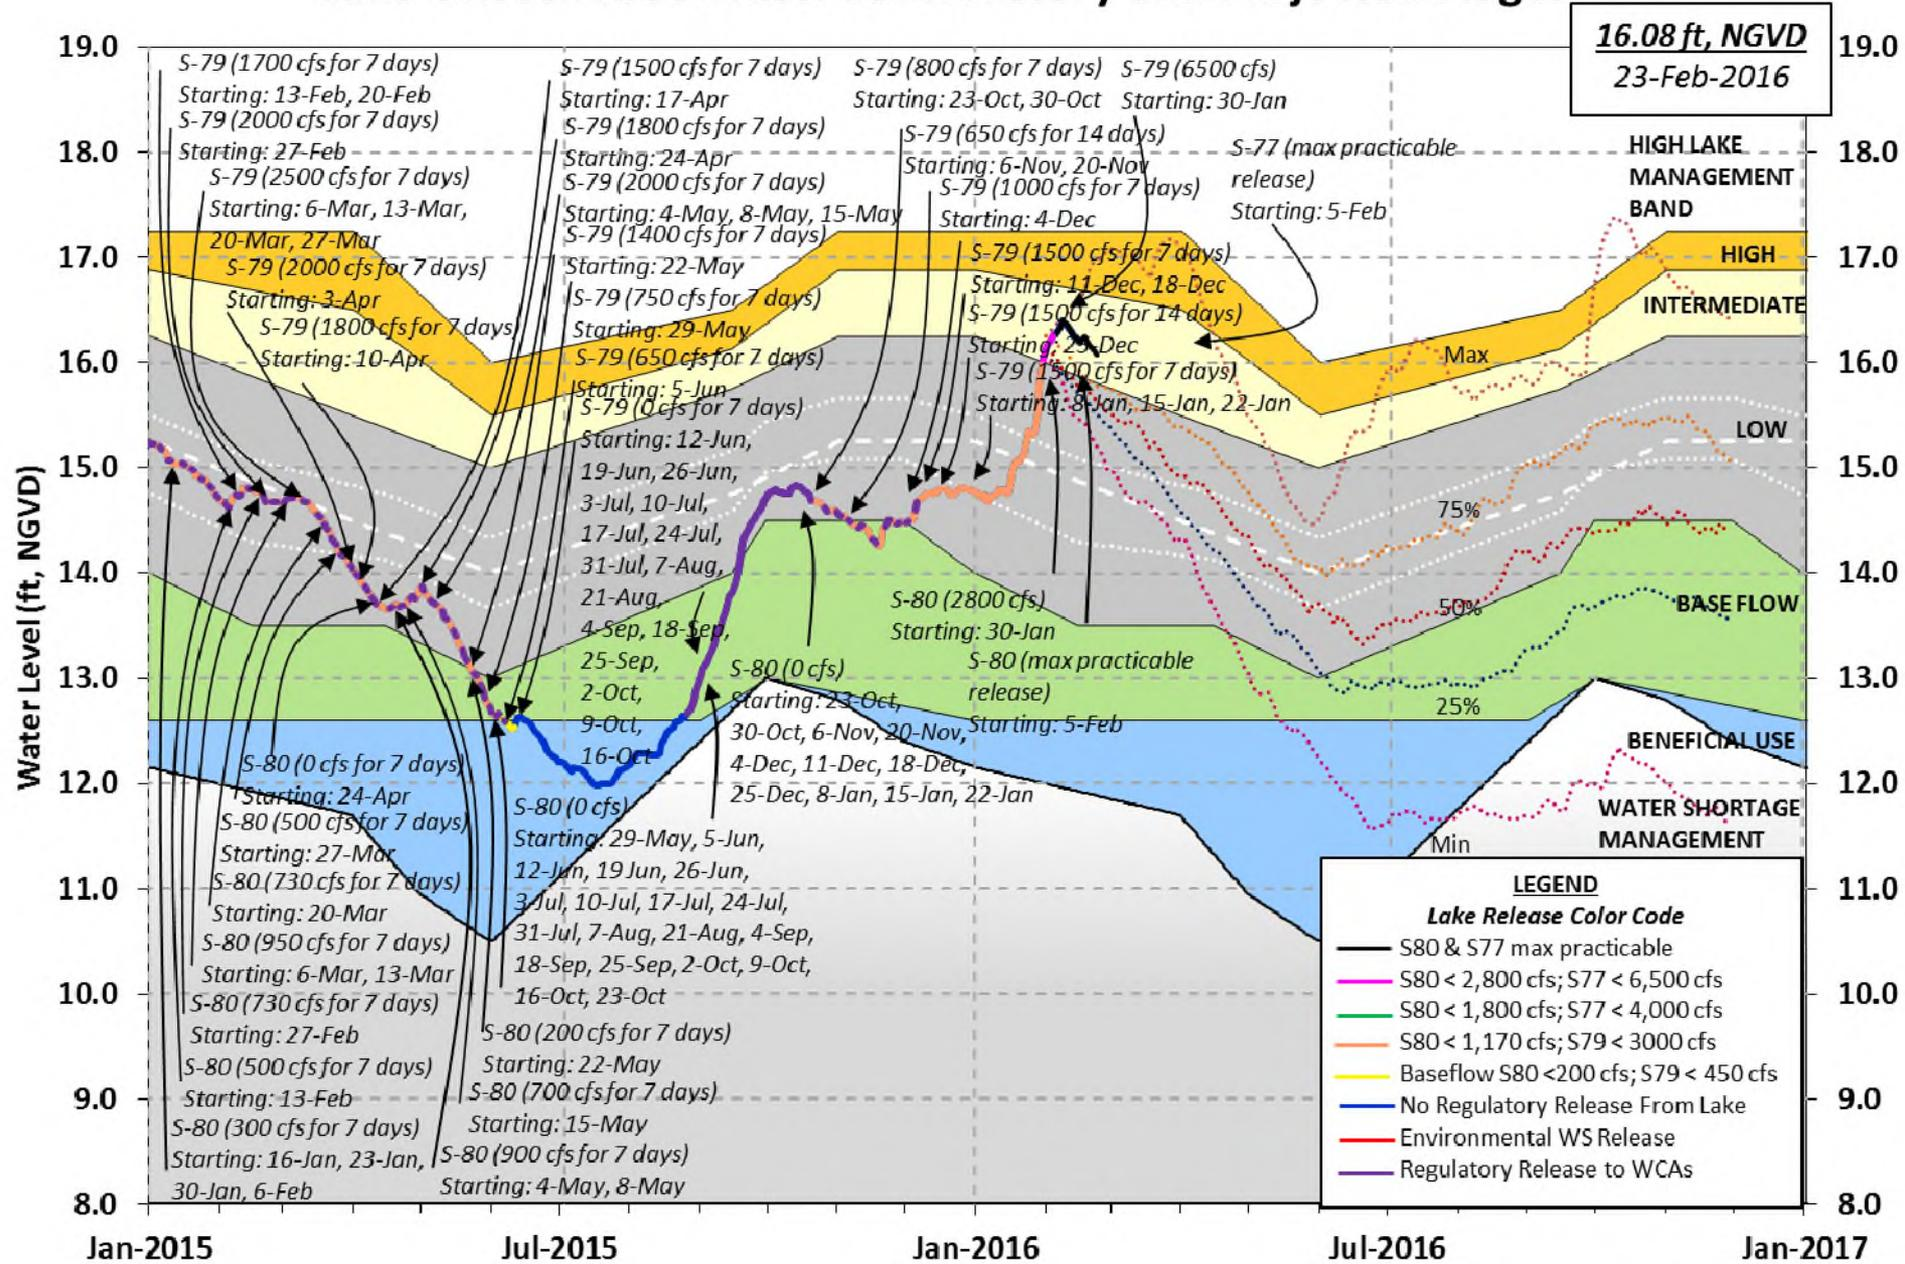 16.08 ft, NGVD
23-Feb-2016
19.0
18.0
17.0
16.0
15.0
14.0
13.0
12.0
11.0
10.0
9.0
8.0
Water Level (ft, NGVD)
S-79 (1700 cfs for 7 days)
Starting: 13-Feb, 20-Feb
S-79 (2000 cfs for 7 days)
Starting: 27-Feb
S-79 (2500 cfs for 7 days)
Starting: 6-Mar, 13-Mar,
20-Mar, 27-Mar
S-79 (2000 cfs for 7 days)
Starting: 3-Apr
S-79 (1800 cfs for 7 days)
Starting: 10-Apr
S-79 (1500 cfs for 7 days)
Starting: 17-Apr
S-79 (1800 cfs for 7 days)
Starting: 24-Apr
S-79 (2000 cfs for 7 days)
Starting: 4-May, 8-May, 15-May
S-79 (1400 cfs for 7 days)
Starting: 22-May
S-79 (750 cfs for 7 days)
Starting: 29-May
S-79 (650 cfs for 7 days)
Starting: 5-Jun
S-79 (0 cfs for 7 days)
Starting: 12-Jun,
19-Jun, 26-Jun,
3-Jul, 10-Jul,
17-Jul, 24-Jul,
31-Jul, 7-Aug,
21-Aug,
4-Sep, 18-Sep,
25-Sep,
2-Oct,
9-Oct,
16-Oct
S-79 (800 cfs for 7 days)
Starting: 23-Oct, 30-Oct
S-79 (650 cfs for 14 days)
Starting: 6-Nov, 20-Nov
S-79 (1000 cfs for 7 days)
Starting: 4-Dec
S-79 (1500 cfs for 7 days)
Starting: 11-Dec, 18-Dec
S-79 (1500 cfs for 14 days)
Starting: 25-Dec
S-79 (1500 cfs for 7 days)
Starting: 8-Jan, 15-Jan, 22-Jan
S-79 (6500 cfs)
Starting: 30-Jan
S-77 (max practicable
release)
Starting: 5-Feb
S-80 (2800 cfs)
Starting: 30-Jan
S-80 (max practicable
release)
Starting: 5-Feb
S-80 (0 cfs)
Starting: 23-Oct,
30-Oct, 6-Nov, 20-Nov,
4-Dec, 11-Dec, 18-Dec,
25-Dec, 8-Jan, 15-Jan, 22-Jan
S-80 (0 cfs for 7 days)
Starting: 24-Apr
S-80 (500 cfs for 7 days)
Starting: 27-Mar
S-80 (730 cfs for 7 days)
Starting: 20-Mar
S-80 (950 cfs for 7 days)
Starting: 6-Mar, 13-Mar
S-80 (730 cfs for 7 days)
Starting: 27-Feb
S-80 (500 cfs for 7 days)
Starting: 13-Feb
S-80 (300 cfs for 7 days)
Starting: 16-Jan, 23-Jan,
30-Jan, 6-Feb
S-80 (0 cfs)
Starting: 29-May, 5-Jun,
12-Jun, 19 Jun, 26-Jun,
3-Jul, 10-Jul, 17-Jul, 24-Jul,
31-Jul, 7-Aug, 21-Aug, 4-Sep,
18-Sep, 25-Sep, 2-Oct, 9-Oct,
16-Oct, 23-Oct
S-80 (200 cfs for 7 days)
Starting: 22-May
S-80 (700 cfs for 7 days)
Starting: 15-May
S-80 (900 cfs for 7 days)
Starting: 4-May, 8-May
HIGH LAKE
MANAGEMENT
BAND
HIGH
INTERMEDIATE
LOW
BASE FLOW
BENEFICIAL USE
WATER SHORTAGE
MANAGEMENT
Max
75%
50%
25%
Min
LEGEND
Lake Release Color Code
S80 & S77 max practicable
S80 < 2,800 cfs; S77 < 6,500 cfs
S80 < 1,800 cfs; S77 < 4,000 cfs
S80 < 1,170 cfs; S79 < 3000 cfs
Baseflow S80 <200 cfs; S79 < 450 cfs
No Regulatory Release From Lake
Environmental WS Release
Regulatory Release to WCAs
19.0
18.0
17.0
16.0
15.0
14.0
13.0
12.0
11.0
10.0
9.0
8.0
Jan-2015
Jul-2015
Jan-2016
Jul-2016
Jan-2017